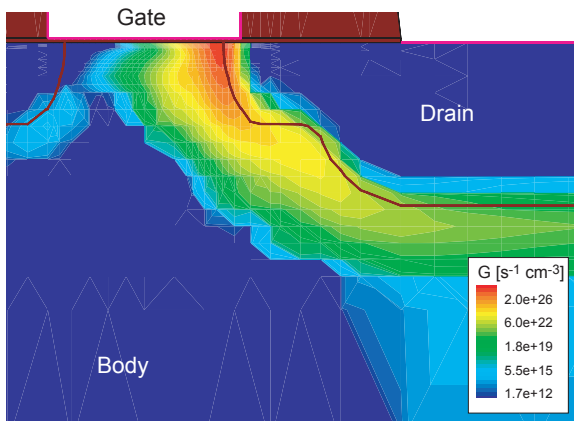 Gate
Drain
Body
G [s⁻¹ cm⁻³]
2.0e+26
6.0e+22
1.8e+19
5.5e+15
1.7e+12